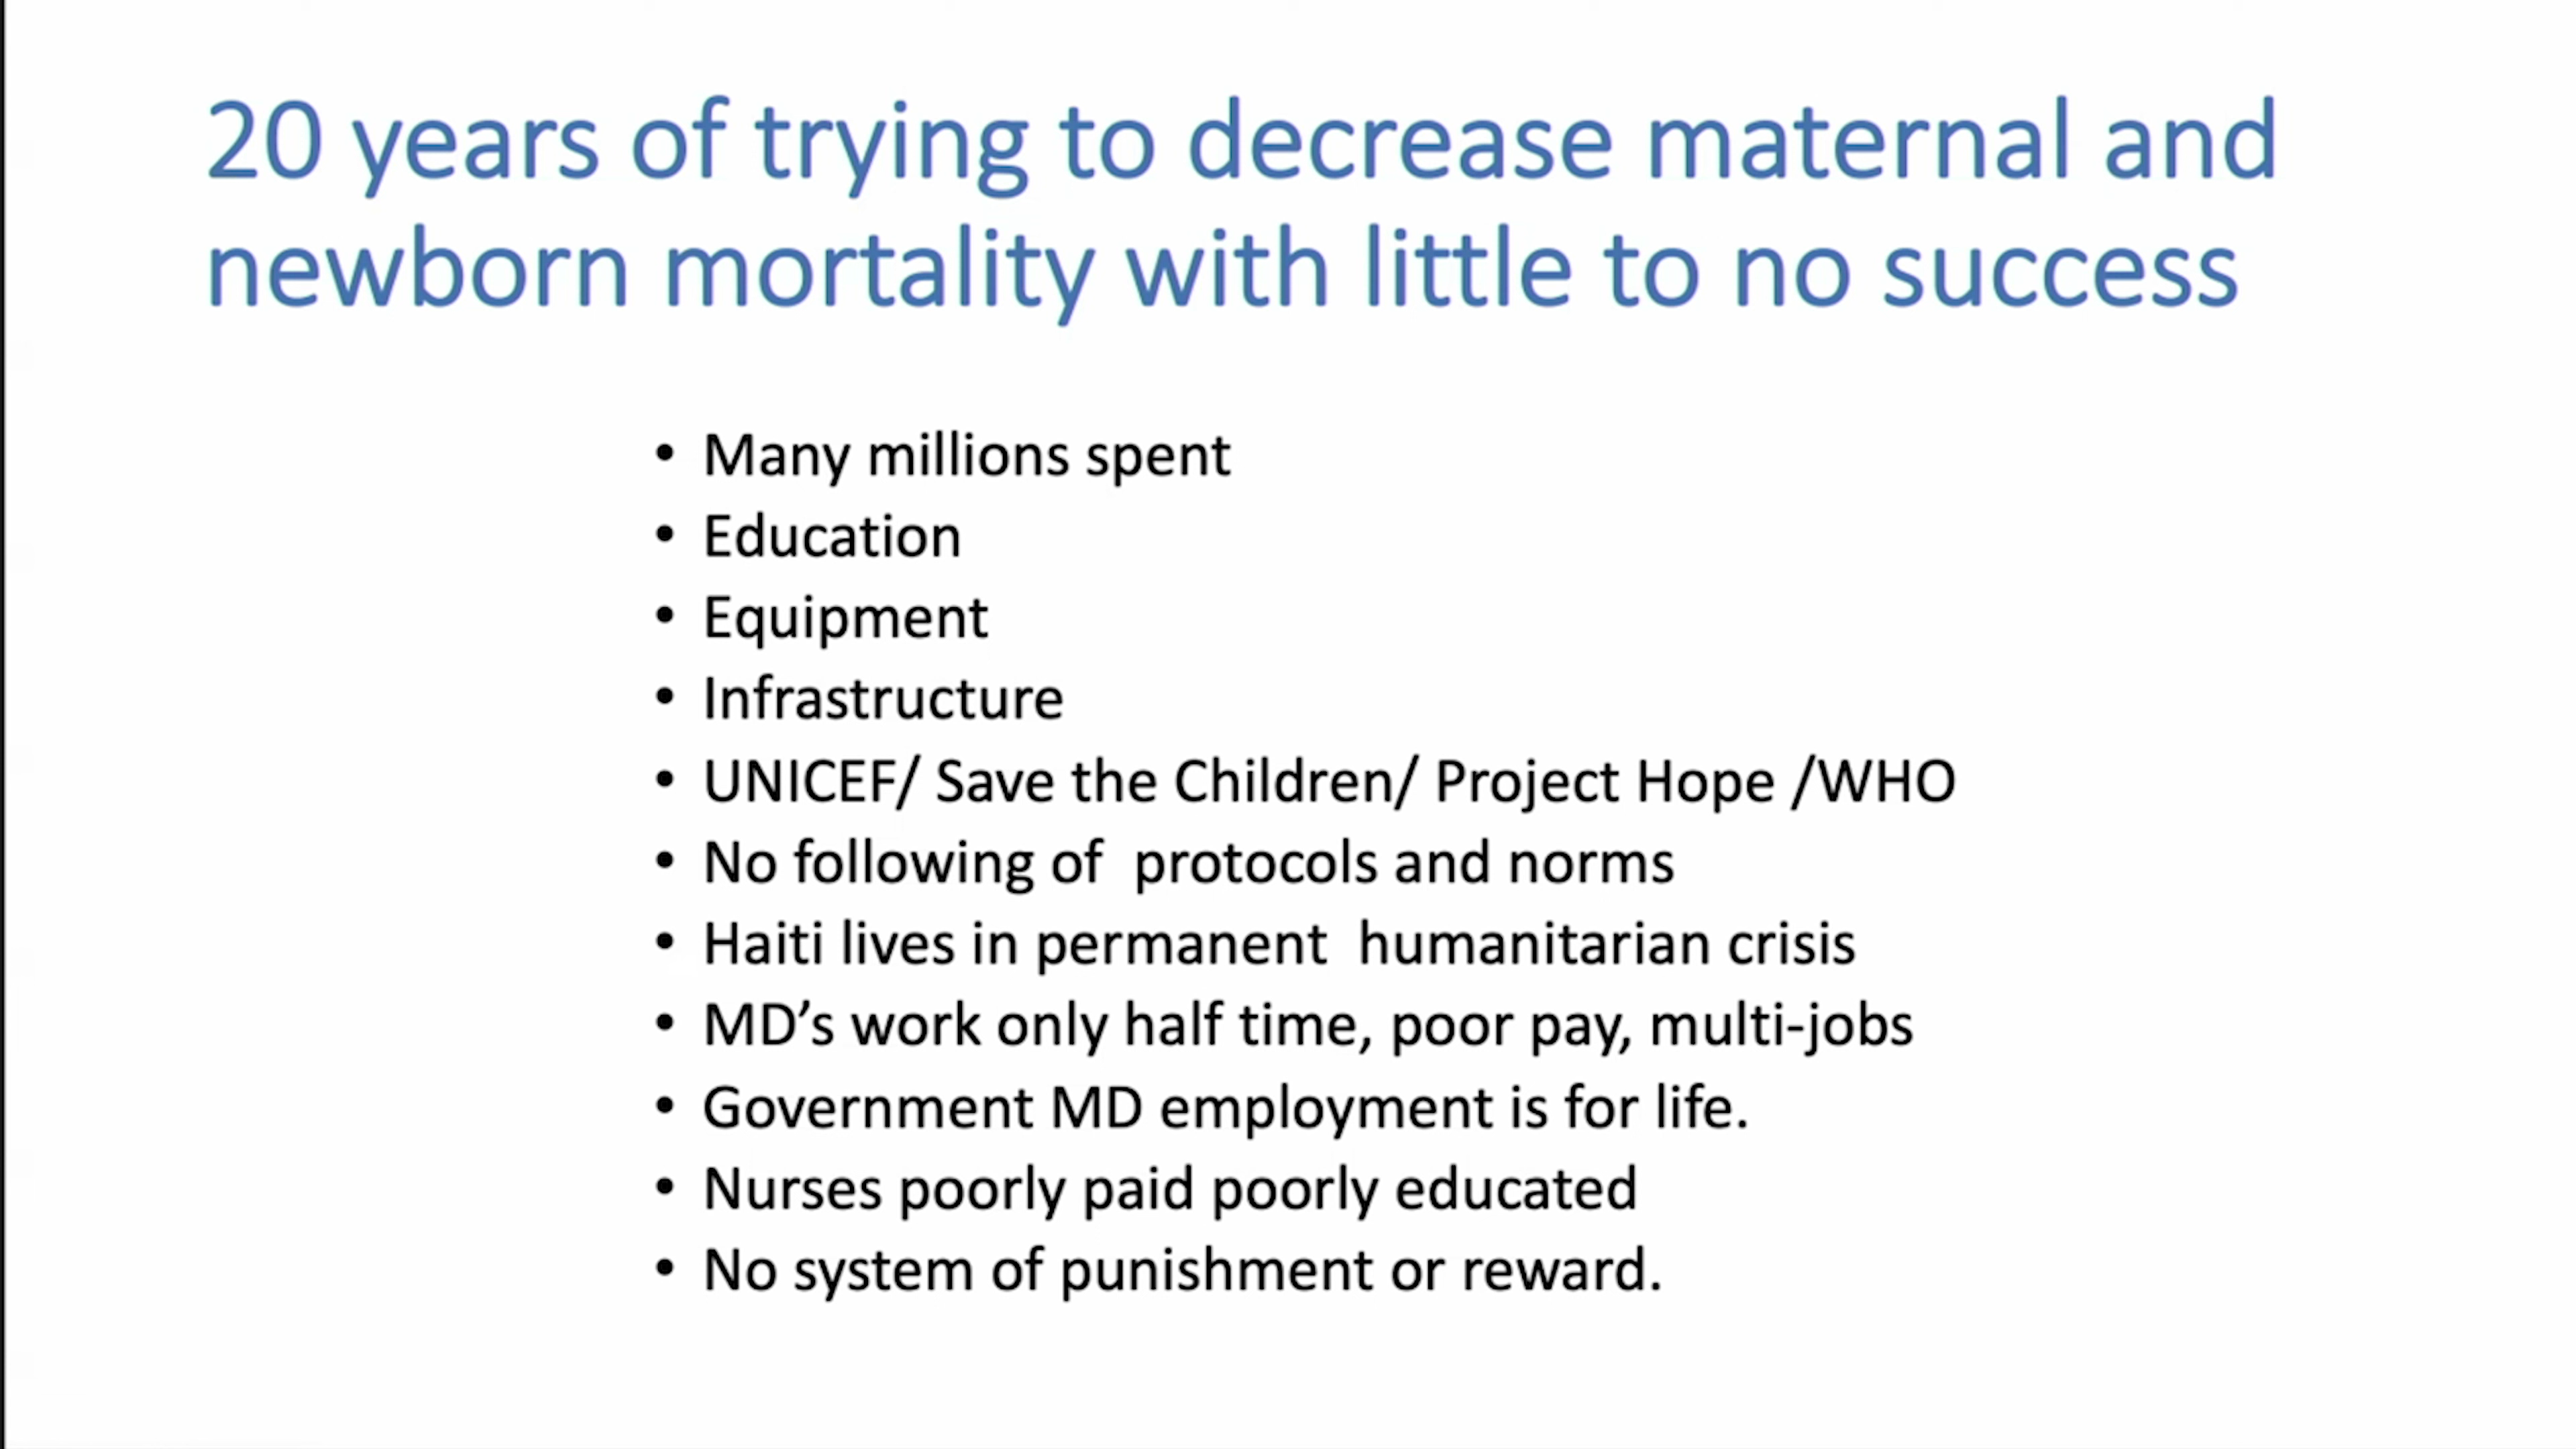 20 years of trying to decrease maternal and
newborn mortality with little to no success
• Many millions spent
• Education
• Equipment
• Infrastructure
• UNICEF/ Save the Children/ Project Hope /WHO
• No following of  protocols and norms
• Haiti lives in permanent  humanitarian crisis
• MD’s work only half time, poor pay, multi-jobs
• Government MD employment is for life.
• Nurses poorly paid poorly educated
• No system of punishment or reward.